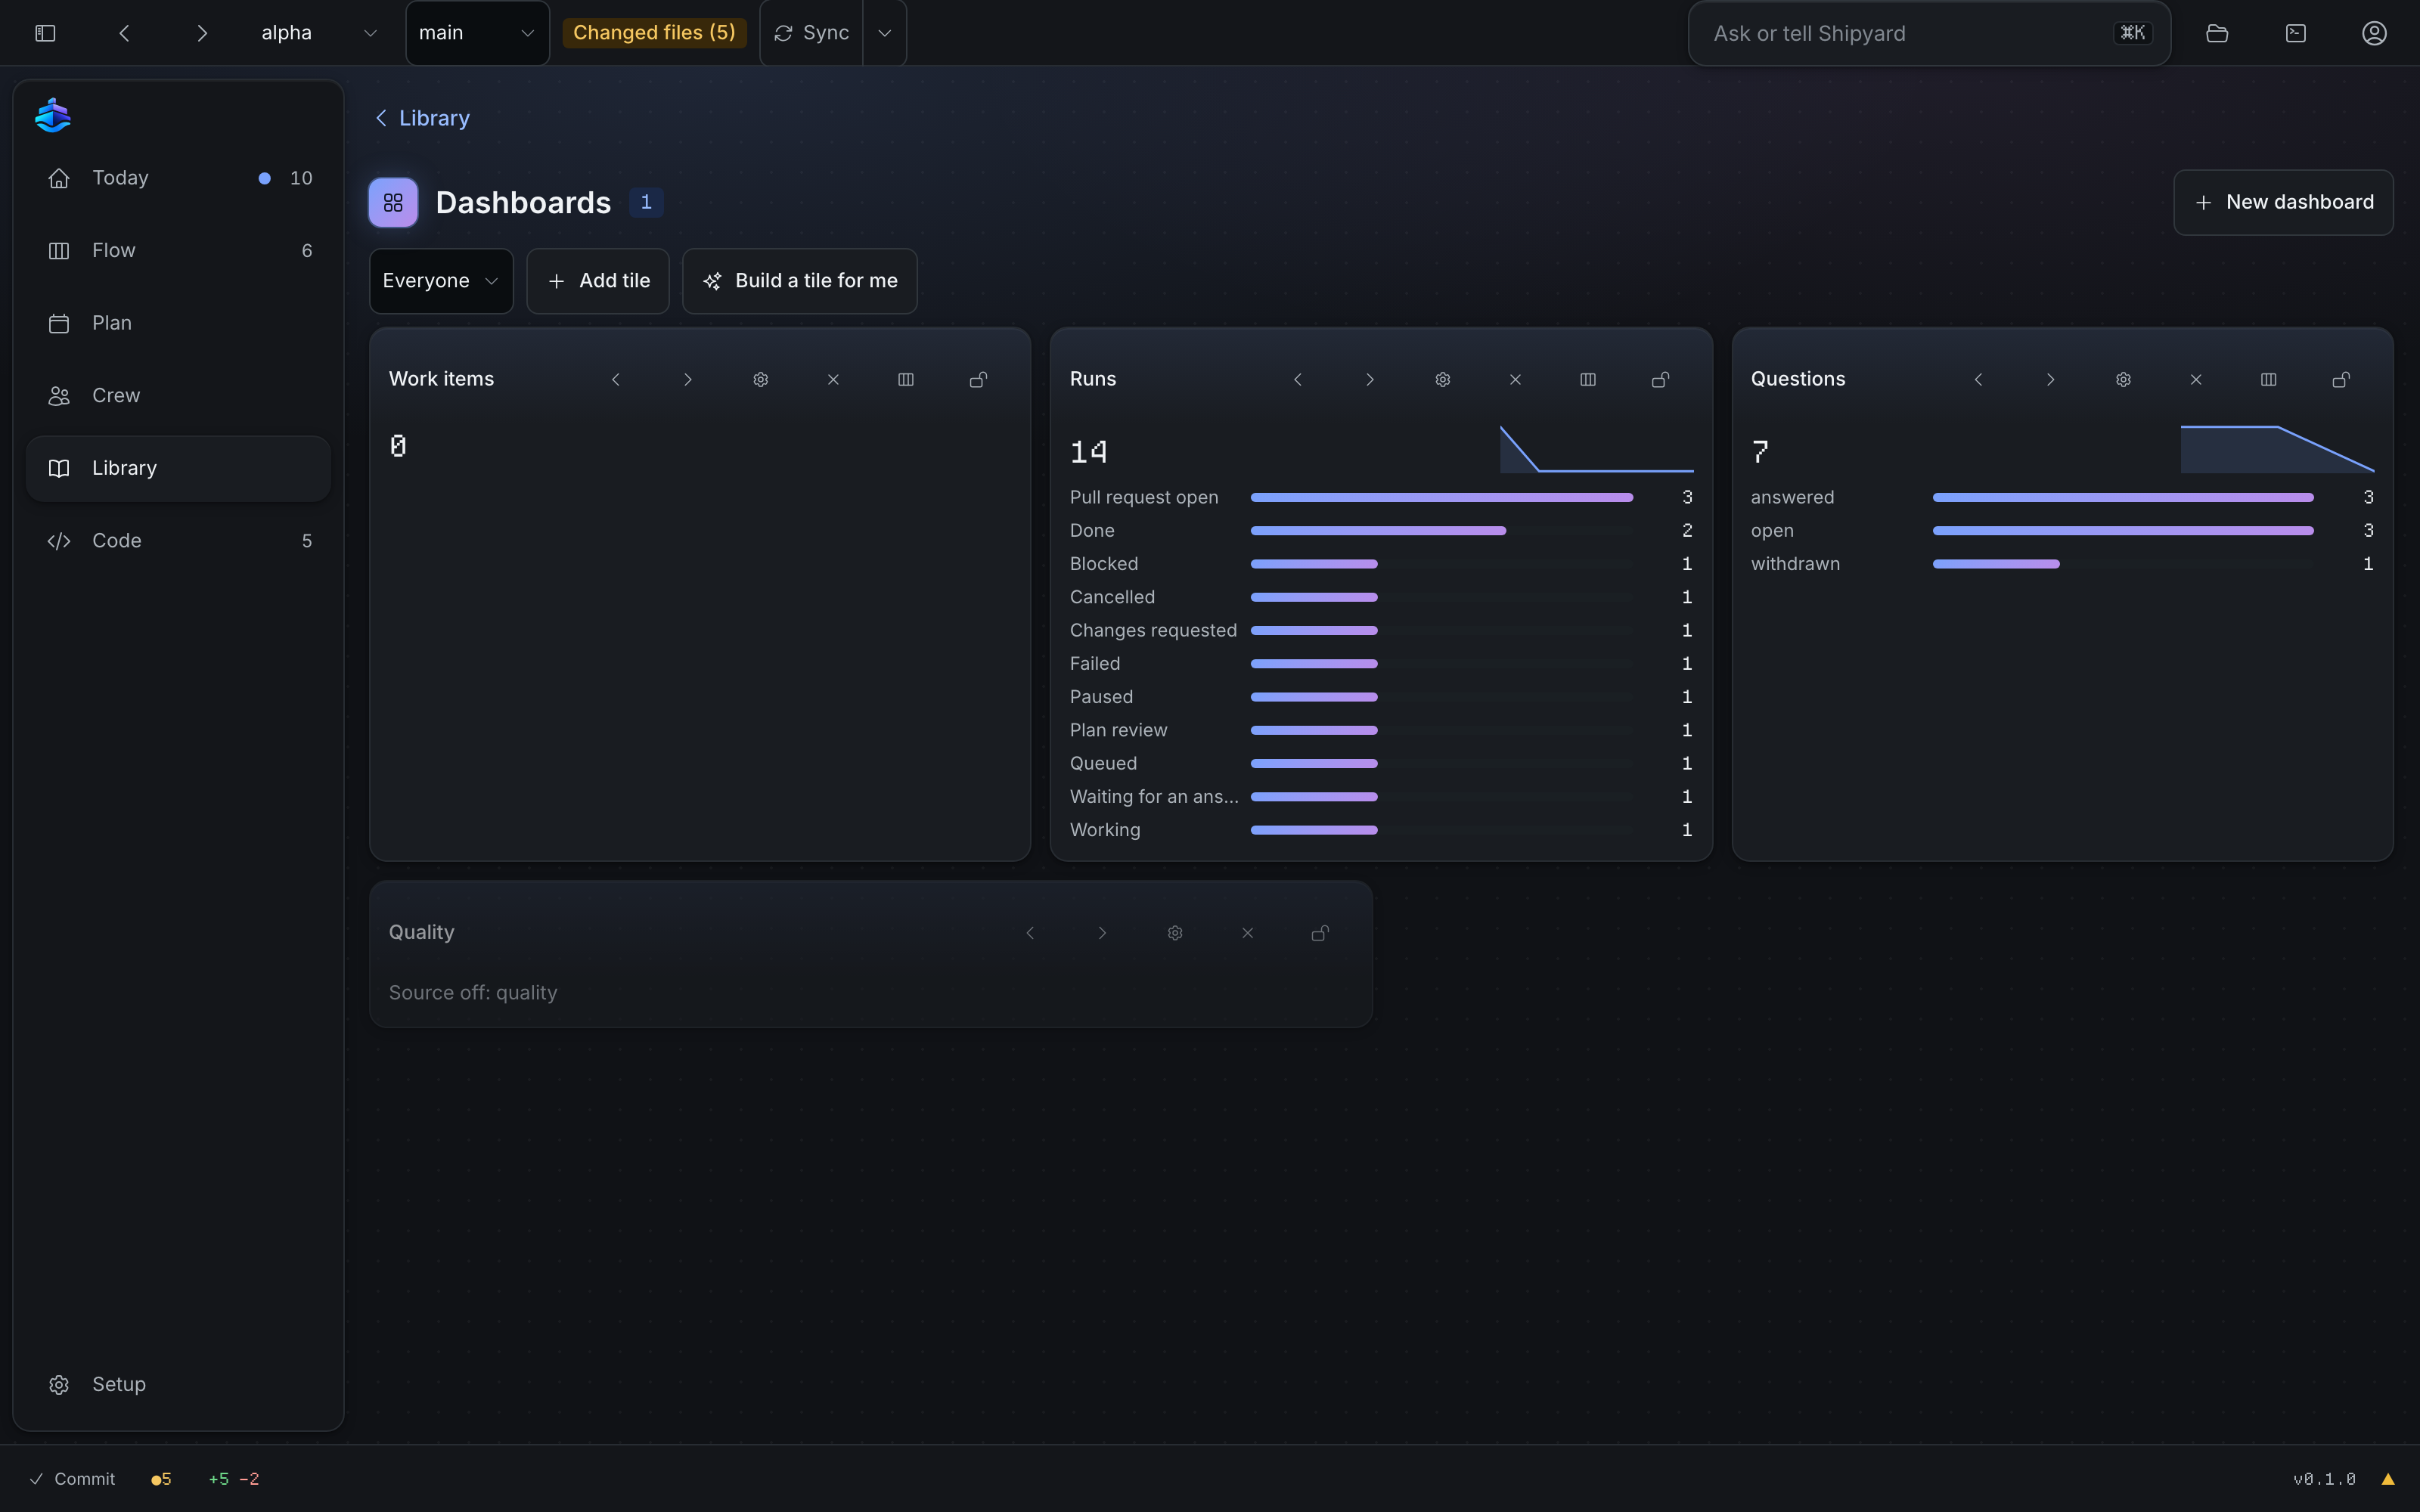 alpha
main
Changed files (5)
Sync
Ask or tell Shipyard
⌘K
Today 10
Flow 6
Plan
Crew
Library
Code 5
Setup
Library
Dashboards 1
New dashboard
Everyone
Add tile
Build a tile for me
Work items
0
Runs
14
Pull request open 3
Done 2
Blocked 1
Cancelled 1
Changes requested 1
Failed 1
Paused 1
Plan review 1
Queued 1
Waiting for an ans... 1
Working 1
Questions
7
answered 3
open 3
withdrawn 1
Quality
Source off: quality
Commit 5 +5 -2
v0.1.0